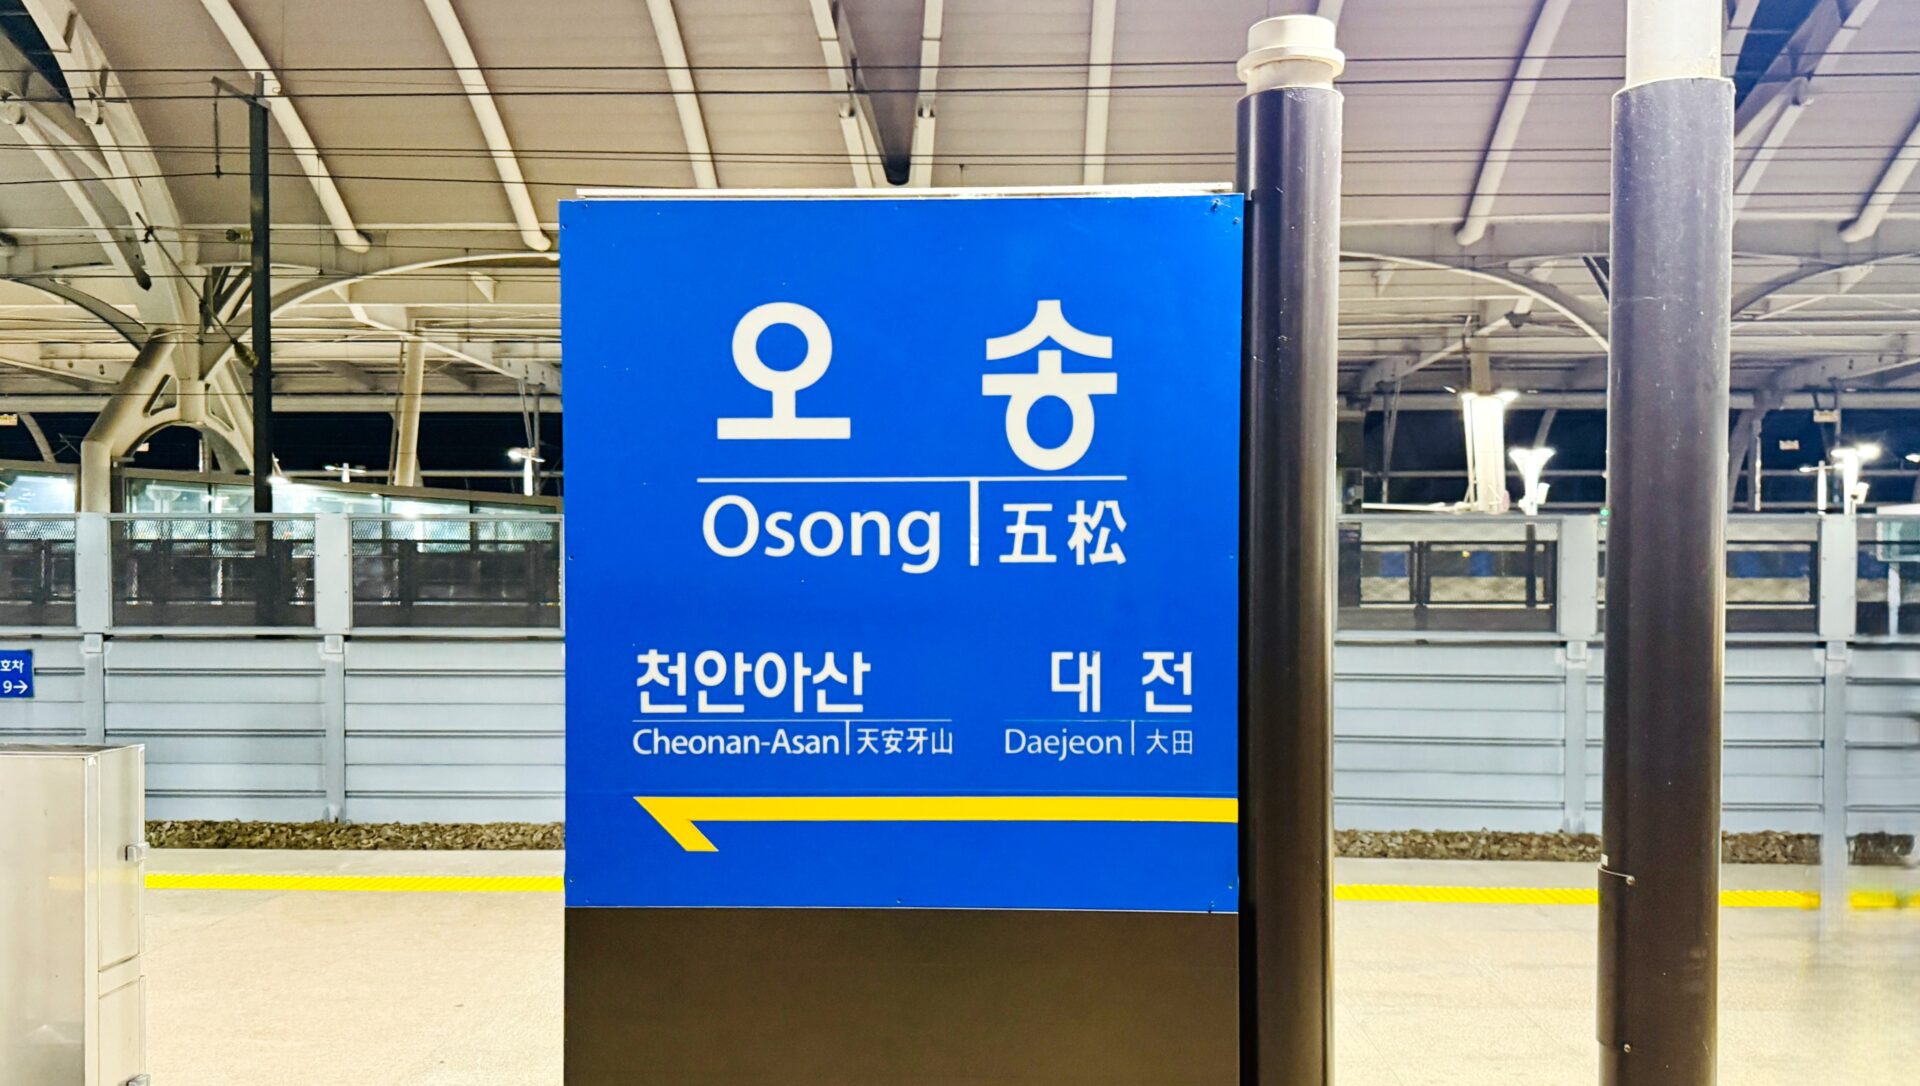 오 송
Osong 五松
천안아산 대 전
Cheonan-Asan 天安牙山 Daejeon 大田
호차
9→